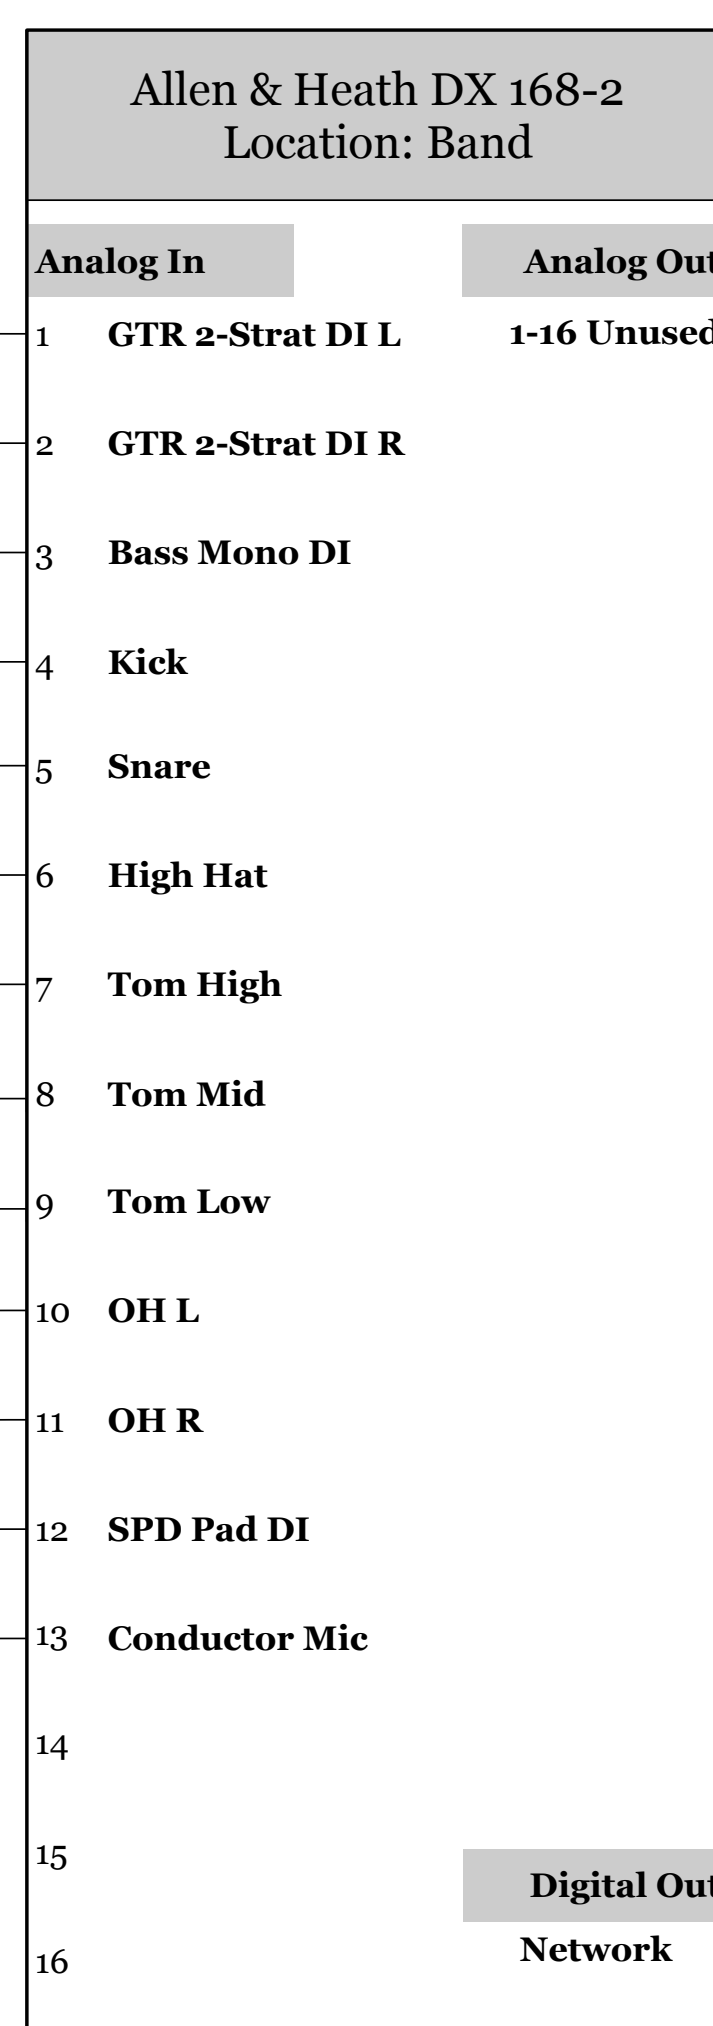 Allen & Heath DX 168-2
Location: Band
Analog In
Analog Out
1 GTR 2-Strat DI L
1-16 Unused
2 GTR 2-Strat DI R
3 Bass Mono DI
4 Kick
5 Snare
6 High Hat
7 Tom High
8 Tom Mid
9 Tom Low
10 OH L
11 OH R
12 SPD Pad DI
13 Conductor Mic
14
15
Digital Out
16
Network